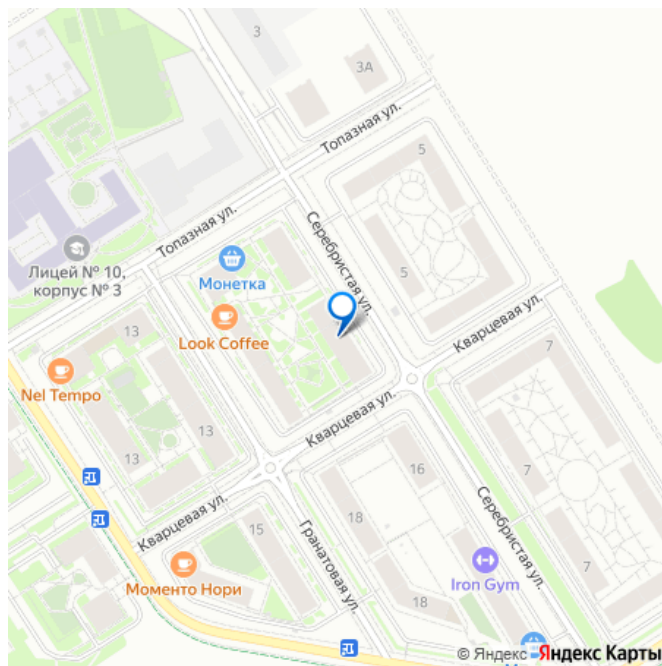 3
3А
Топазная ул.
5
Топазная ул.
Серебристая ул.
Лицей № 10,
корпус № 3
Монетка
5
Look Coffee
Кварцевая ул.
13
7
Nel Tempo
Кварцевая ул.
13
13
16
7
Серебристая ул.
Кварцевая ул.
15
18
Гранатовая ул.
Моменто Нори
Iron Gym
7
18
© Яндекс Яндекс Карты